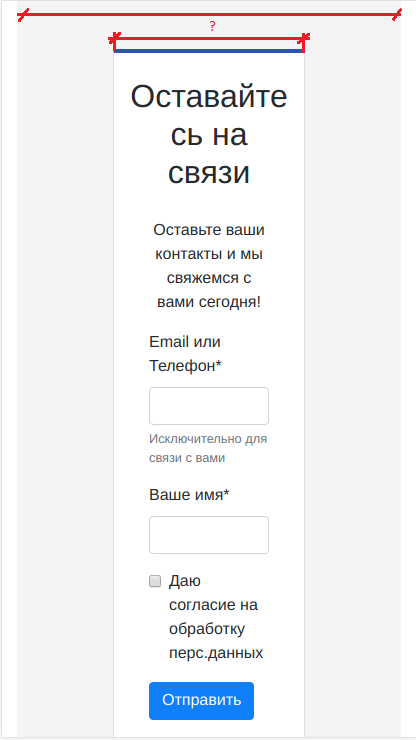 ?
Оставайте
сь на
связи
Оставьте ваши
контакты и мы
свяжемся с
вами сегодня!
Email или
Телефон*
Исключительно для
связи с вами
Ваше имя*
Даю
согласие на
обработку
перс.данных
Отправить